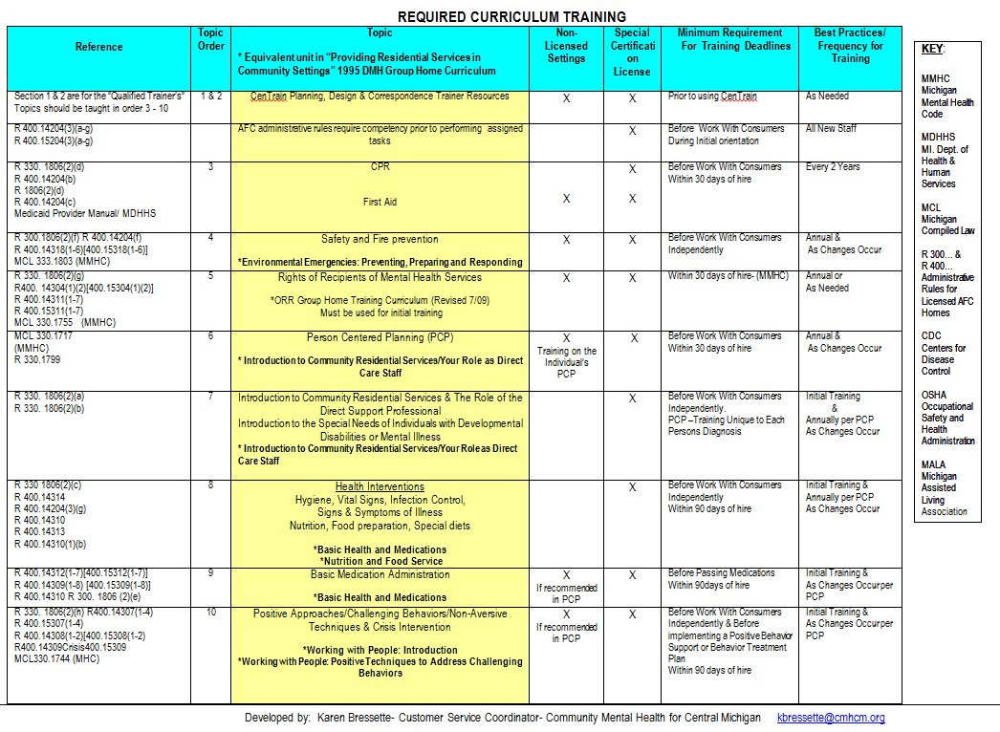 REQUIRED CURRICULUM TRAINING
Reference
Topic
Order
Topic
* Equivalent unit in "Providing Residential Services in
Community Settings" 1995 DMH Group Home Curriculum
Non-
Licensed
Settings
Special
Certificati
on
License
Minimum Requirement
For Training Deadlines
Best Practices/
Frequency for
Training
Section 1 & 2 are for the "Qualified Trainer's"
Topics should be taught in order 3 - 10
1 & 2
CenTrain Planning, Design & Correspondence Trainer Resources
X
X
Prior to using CenTrain
As Needed
R 400.14204(3)(a-g)
R 400.15204(3)(a-g)
AFC administrative rules require competency prior to performing assigned
tasks
X
Before Work With Consumers
During Initial orientation
All New Staff
R 330. 1806(2)(d)
R 400.14204(b)
R 1806(2)(d)
R 400.14204(c)
Medicaid Provider Manual/ MDHHS
3
CPR
First Aid
X
X
X
Before Work With Consumers
Within 30 days of hire
Every 2 Years
R 300.1806(2)(f) R 400.14204(f)
R 400.14318(1-6)[400.15318(1-6)]
MCL 333.1803 (MMHC)
4
Safety and Fire prevention
*Environmental Emergencies: Preventing, Preparing and Responding
X
X
Before Work With Consumers
Independently
Annual &
As Changes Occur
R 330. 1806(2)(g)
R400. 14304(1)(2)[400.15304(1)(2)]
R 400.14311(1-7)
R 400.15311(1-7)
MCL 330.1755 (MMHC)
5
Rights of Recipients of Mental Health Services
*ORR Group Home Training Curriculum (Revised 7/09)
Must be used for initial training
X
X
Within 30 days of hire- (MMHC)
Annual or
As Needed
MCL 330.1717
(MMHC)
R 330.1799
6
Person Centered Planning (PCP)
* Introduction to Community Residential Services/Your Role as Direct
Care Staff
X
Training on the
Individual's
PCP
X
Before Work With Consumers
Within 30 days of hire
Annual &
As Changes Occur
R 330. 1806(2)(a)
R 330. 1806(2)(b)
7
Introduction to Community Residential Services & The Role of the
Direct Support Professional
Introduction to the Special Needs of Individuals with Developmental
Disabilities or Mental Illness
* Introduction to Community Residential Services/Your Role as Direct
Care Staff
X
Before Work With Consumers
Independently.
PCP –Training Unique to Each
Persons Diagnosis
Initial Training
&
Annually per PCP
As Changes Occur
R 330 1806(2)(c)
R 400.14314
R 400.14204(3)(g)
R 400.14310
R 400.14313
R 400.14310(1)(b)
8
Health Interventions
Hygiene, Vital Signs, Infection Control,
Signs & Symptoms of Illness
Nutrition, Food preparation, Special diets
*Basic Health and Medications
*Nutrition and Food Service
X
Before Work With Consumers
Independently
Within 90 days of hire
Initial Training &
Annually per PCP
As Changes Occur
R 400.14312(1-7)[400.15312(1-7)]
R 400.14309(1-8) [400.15309(1-8)]
R 400.14310 R 300. 1806 (2)(e)
9
Basic Medication Administration
*Basic Health and Medications
X
If recommended
in PCP
X
Before Passing Medications
Within 90days of hire
Initial Training &
As Changes Occurper
PCP
R 330. 1806(2)(h) R400.14307(1-4)
R 400.15307(1-4)
R 400.14308(1-2)[400.15308(1-2)
R400.14309Crisis400.15309
MCL330.1744 (MHC)
10
Positive Approaches/Challenging Behaviors/Non-Aversive
Techniques & Crisis Intervention
*Working with People: Introduction
*Working with People: Positive Techniques to Address Challenging
Behaviors
X
If recommended
in PCP
X
Before Work With Consumers
Independently & Before
implementing a Positive Behavior
Support or Behavior Treatment
Plan
Within 90 days of hire
Initial Training &
As Changes Occurper
PCP
KEY:
MMHC
Michigan
Mental Health
Code
MDHHS
MI. Dept. of
Health &
Human
Services
MCL
Michigan
Compiled Law
R 300... &
R 400...
Administrative
Rules for
Licensed AFC
Homes
CDC
Centers for
Disease
Control
OSHA
Occupational
Safety and
Health
Administration
MALA
Michigan
Assisted
Living
Association
Developed by: Karen Bressette- Customer Service Coordinator- Community Mental Health for Central Michigan kbressette@cmhcm.org